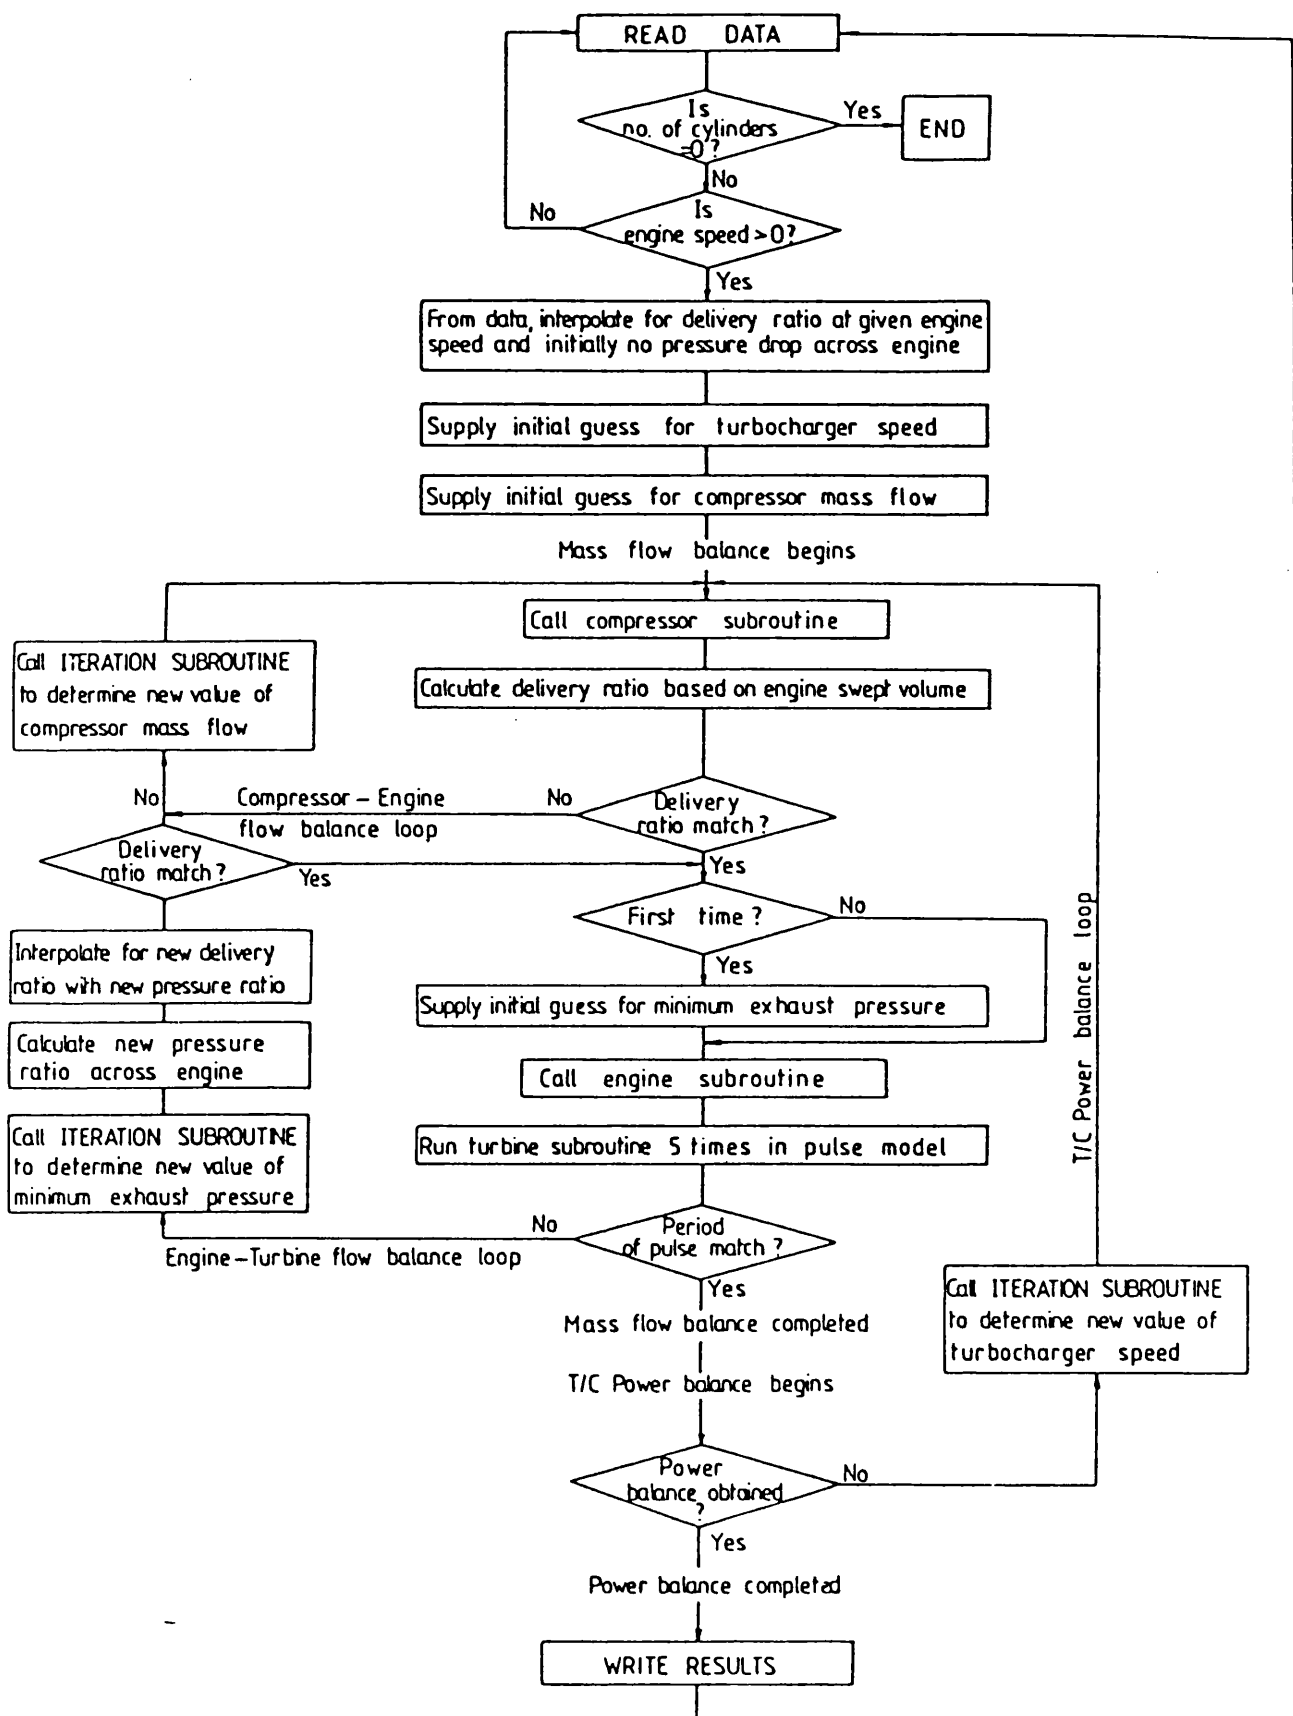 READ DATA
Is
no. of cylinders
=0?
Yes
END
No
Is
engine speed >0?
No
Yes
From data, interpolate for delivery ratio at given engine
speed and initially no pressure drop across engine
Supply initial guess for turbocharger speed
Supply initial guess for compressor mass flow
Mass flow balance begins
Call compressor subroutine
Calculate delivery ratio based on engine swept volume
Call ITERATION SUBROUTINE
to determine new value of
compressor mass flow
No
Compressor – Engine
flow balance loop
No
Delivery
ratio match?
Delivery
ratio match?
Yes
Yes
First time?
No
Yes
Interpolate for new delivery
ratio with new pressure ratio
Supply initial guess for minimum exhaust pressure
Calculate new pressure
ratio across engine
Call engine subroutine
Call ITERATION SUBROUTINE
to determine new value of
minimum exhaust pressure
Run turbine subroutine 5 times in pulse model
T/C Power balance loop
No
Period
of pulse match?
Engine–Turbine flow balance loop
Yes
Mass flow balance completed
Call ITERATION SUBROUTINE
to determine new value of
turbocharger speed
T/C Power balance begins
Power
balance obtained
?
No
Yes
Power balance completed
WRITE RESULTS